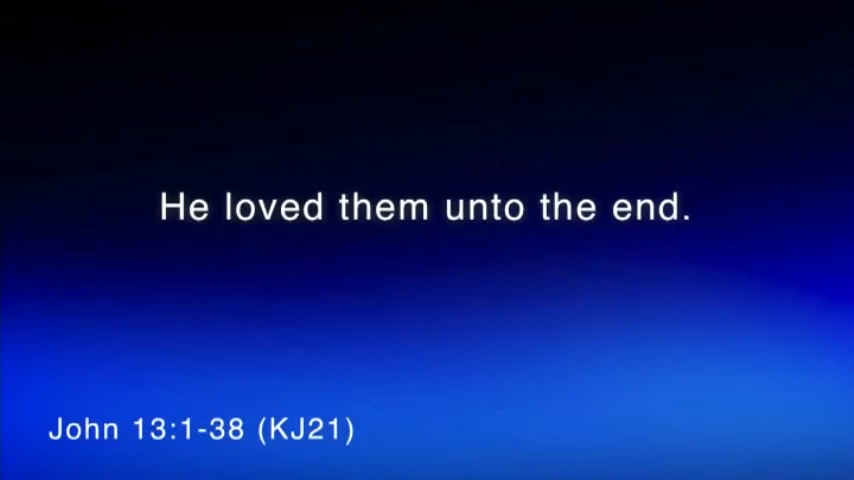 He loved them unto the end.
John 13:1-38 (KJ21)